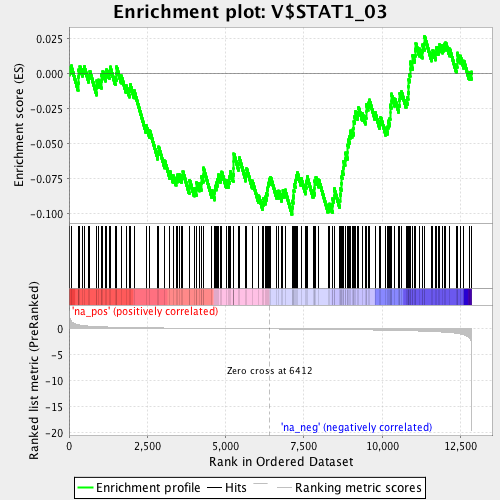 Enrichment plot: V$STAT1_03
Enrichment score (ES)
0.025
0.000
-0.025
-0.050
-0.075
-0.100
'na_pos' (positively correlated)
Ranked list metric (PreRanked)
0
-5
-10
-15
-20
Zero cross at 6412
'na_neg' (negatively correlated)
0
2,500
5,000
7,500
10,000
12,500
Rank in Ordered Dataset
Enrichment profile
Hits
Ranking metric scores